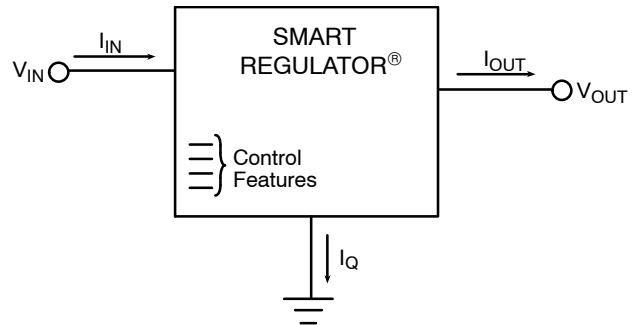 SMART
REGULATOR®
I_IN
V_IN
I_OUT
V_OUT
Control
Features
I_Q